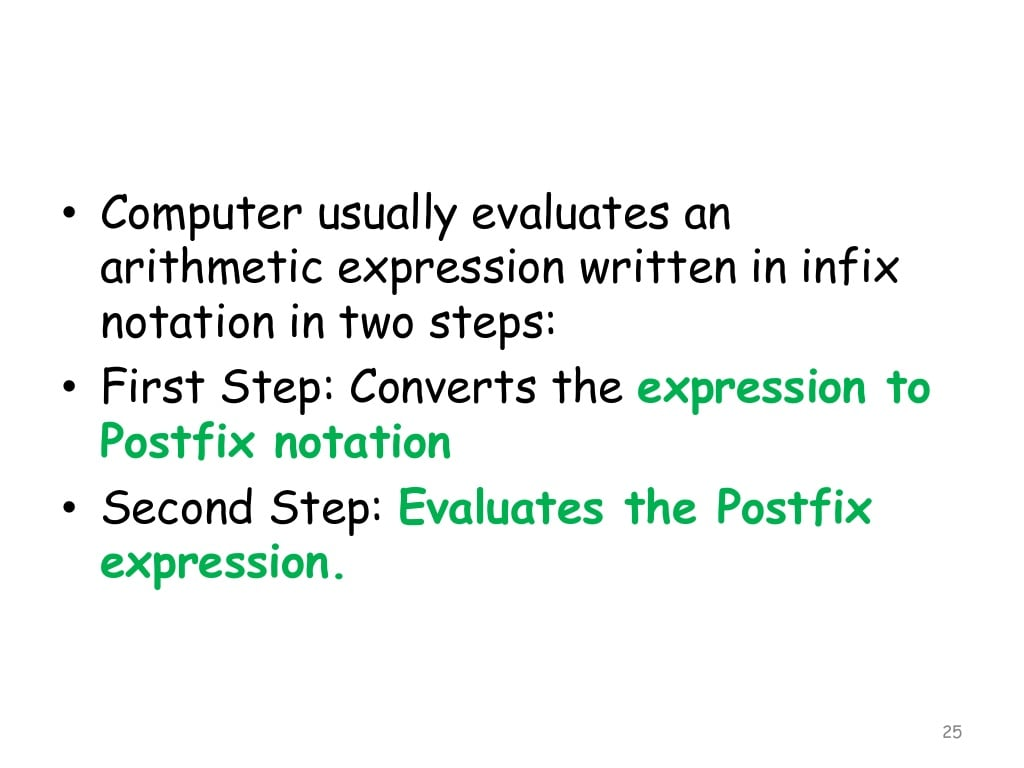 • Computer usually evaluates an
arithmetic expression written in infix
notation in two steps:
• First Step: Converts the expression to
Postfix notation
• Second Step: Evaluates the Postfix
expression.
25